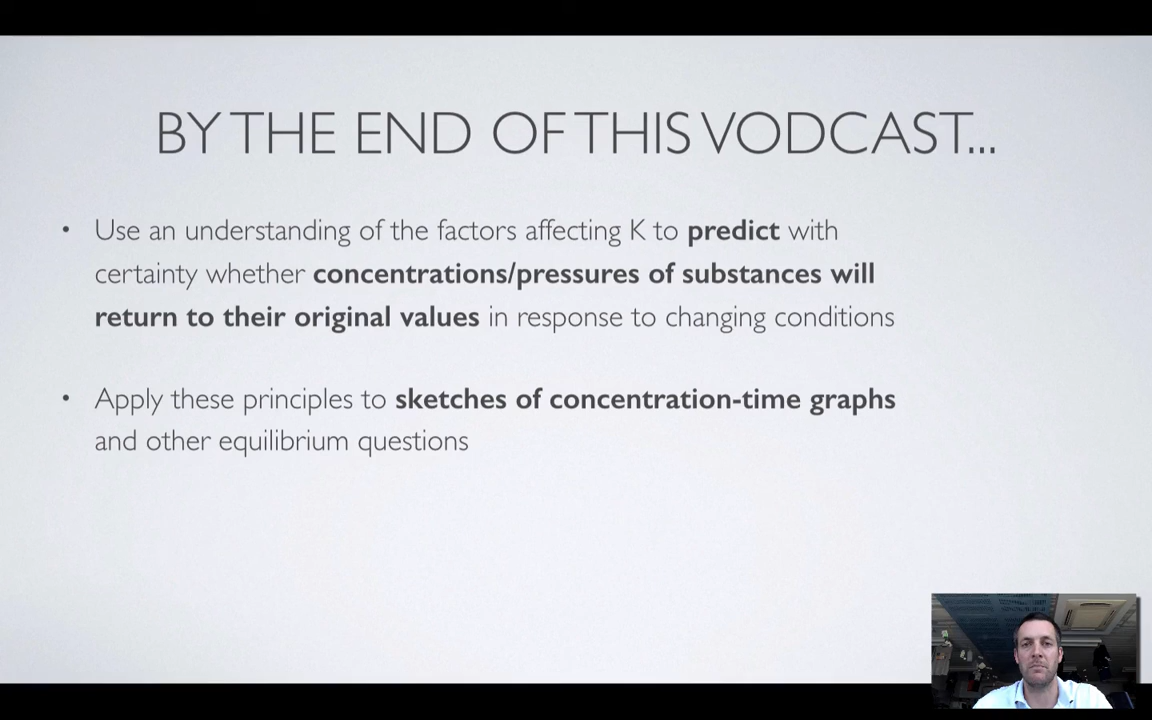 BY THE END OF THIS VODCAST...
• Use an understanding of the factors affecting K to predict with
certainty whether concentrations/pressures of substances will
return to their original values in response to changing conditions
• Apply these principles to sketches of concentration-time graphs
and other equilibrium questions